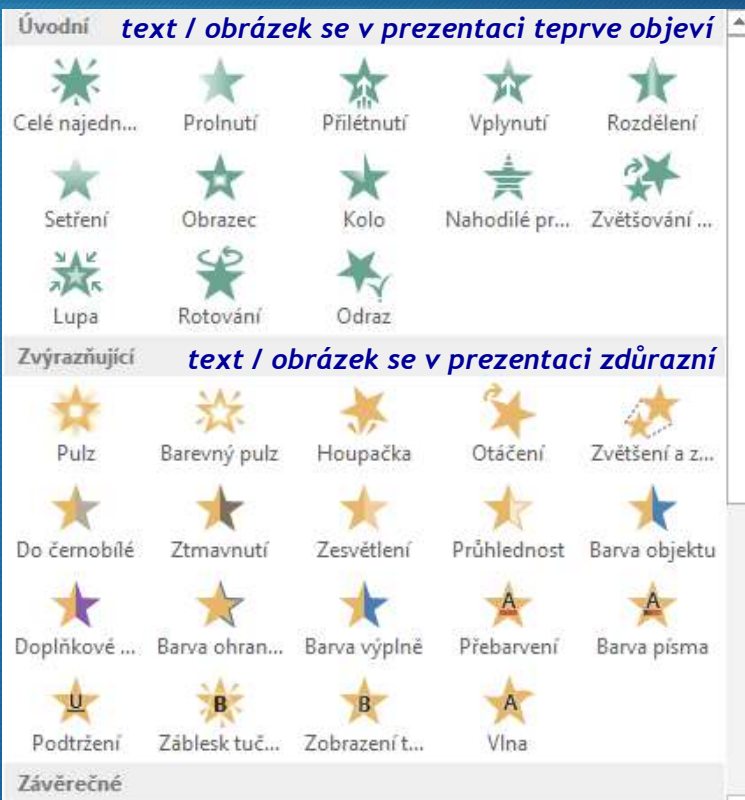 Úvodní text / obrázek se v prezentaci teprve objeví
Celé najedn... Prolnutí Přilétnutí Vplynutí Rozdělení
Setření Obrazec Kolo Nahodilé pr... Zvětšování ...
Lupa Rotování Odraz
Zvýrazňující text / obrázek se v prezentaci zdůrazní
Pulz Barevný pulz Houpačka Otáčení Zvětšení a z...
Do černobílé Ztmavnutí Zesvětlení Průhlednost Barva objektu
Doplňkové ... Barva ohran... Barva výplně Přebarvení Barva písma
Podtržení Záblesk tuč... Zobrazení t... Vlna
Závěrečné